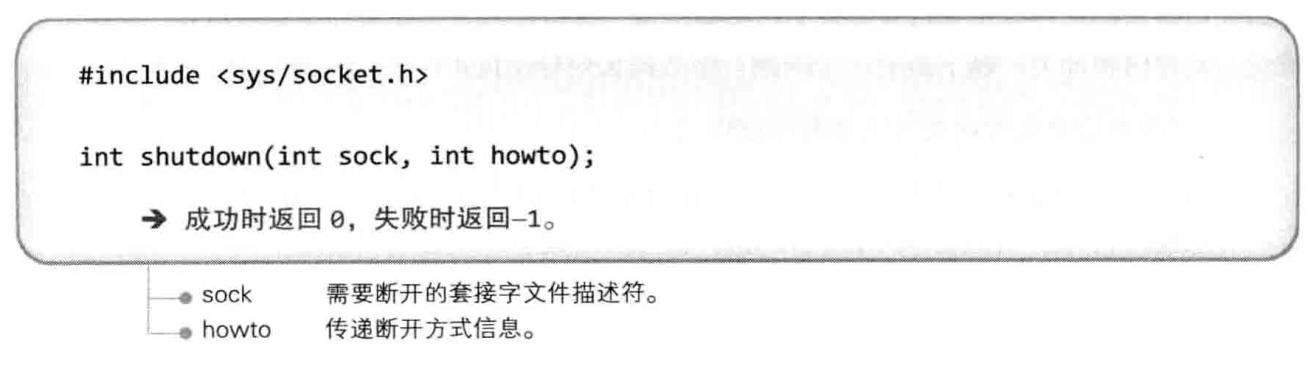 #include <sys/socket.h>
int shutdown(int sock, int howto);
➔ 成功时返回 0，失败时返回–1。
sock 需要断开的套接字文件描述符。
howto 传递断开方式信息。